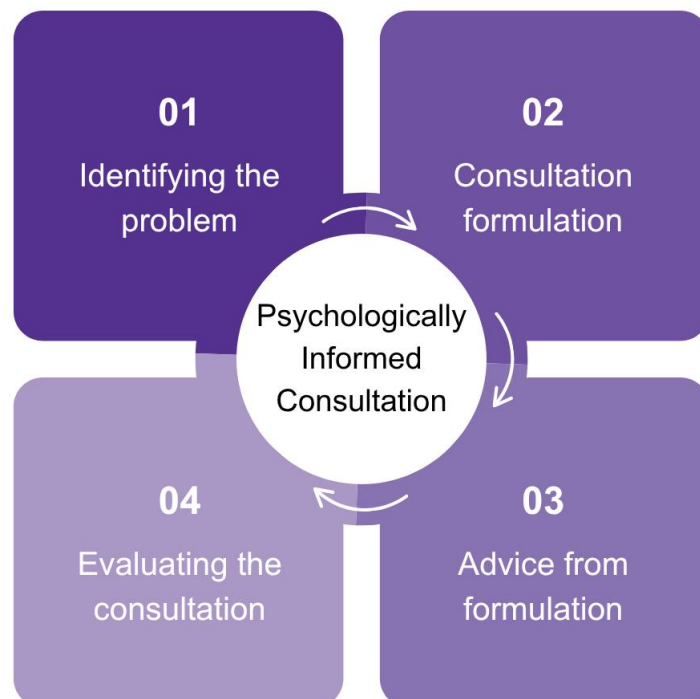 01
Identifying the
problem
02
Consultation
formulation
Psychologically
Informed
Consultation
04
Evaluating the
consultation
03
Advice from
formulation